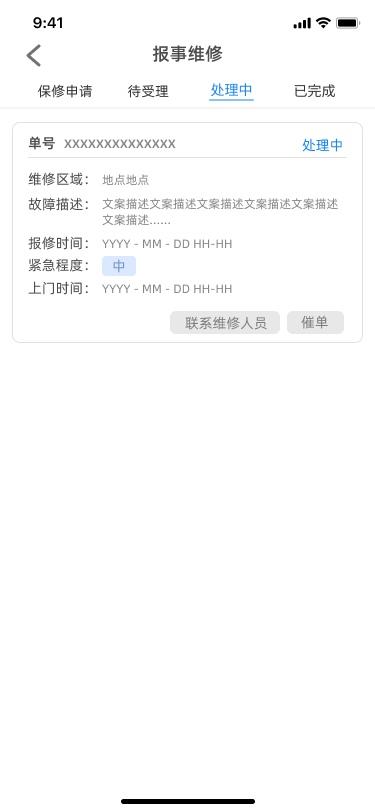 9:41
报事维修
保修申请 待受理 处理中 已完成
单号 XXXXXXXXXXXXXX 处理中
维修区域： 地点地点
故障描述： 文案描述文案描述文案描述文案描述文案描述
文案描述......
报修时间： YYYY - MM - DD HH-HH
紧急程度： 中
上门时间： YYYY - MM - DD HH-HH
联系维修人员 催单